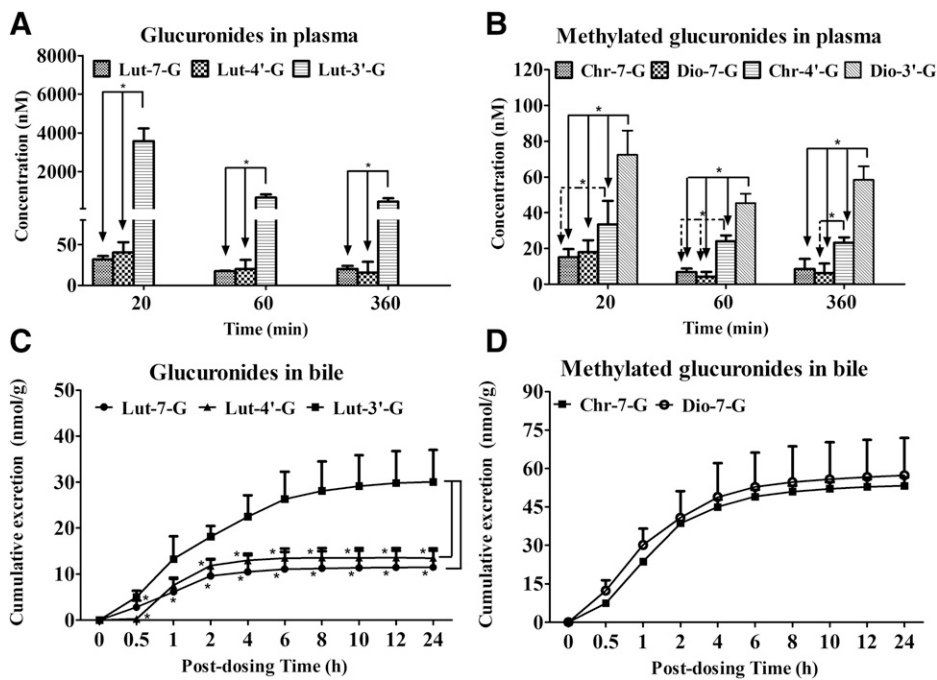 A
Glucuronides in plasma
Lut-7-G Lut-4'-G Lut-3'-G
Concentration (nM)
8000
6000
4000
2000
50
0
* * *
20 60 360
Time (min)
B
Methylated glucuronids in plasma
Chr-7-G Dio-7-G Chr-4'-G Dio-3'-G
Concentration (nM)
120
100
80
60
40
20
0
* * *
* * *
20 60 360
Time (min)
C
Glucuronides in bile
Lut-7-G Lut-4'-G Lut-3'-G
Cumulative excretion (nmol/g)
50
40
30
20
10
0
* * * * * * *
* * * * * * * *
0 0.5 1 2 4 6 8 10 12 24
Post-dosing Time (h)
D
Methylated glucuronides in bile
Chr-7-G Dio-7-G
Cumulative excretion (nmol/g)
90
75
60
45
30
15
0
0 0.5 1 2 4 6 8 10 12 24
Post-dosing Time (h)